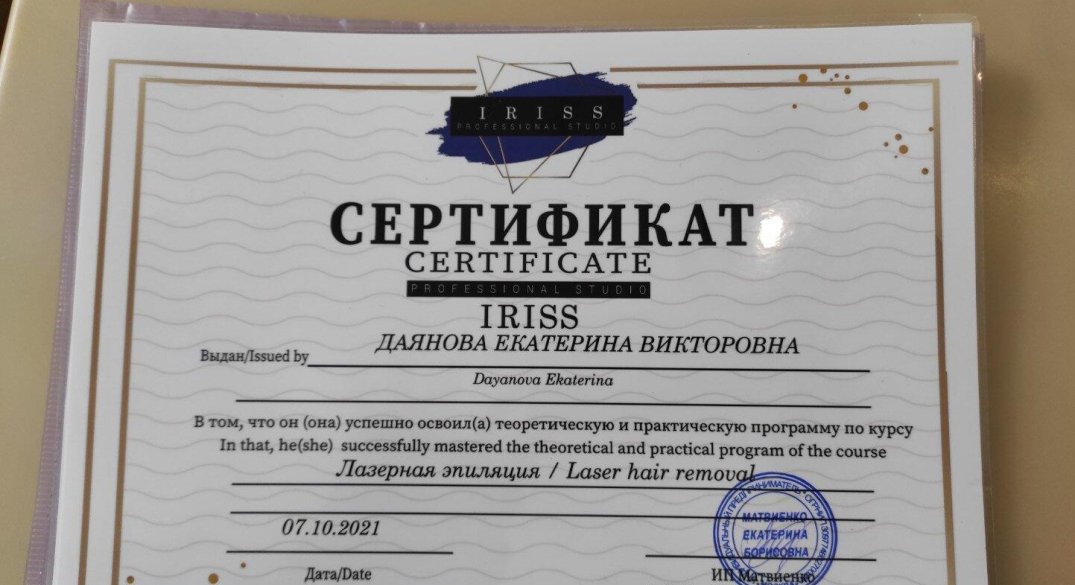 IRISS
PROFESSIONAL STUDIO
СЕРТИФИКАТ
CERTIFICATE
PROFESSIONAL STUDIO
IRISS
ДАЯНОВА ЕКАТЕРИНА ВИКТОРОВНА
Выдан/Issued by
Dayanova Ekaterina
В том, что он (она) успешно освоил(а) теоретическую и практическую программу по курсу
In that, he(she) successfully mastered the theoretical and practical program of the course
Лазерная эпиляция / Laser hair removal
07.10.2021
МАТВИЕНКО
ЕКАТЕРИНА
БОРИСОВНА
Дата/Date
ИП Матвиенко